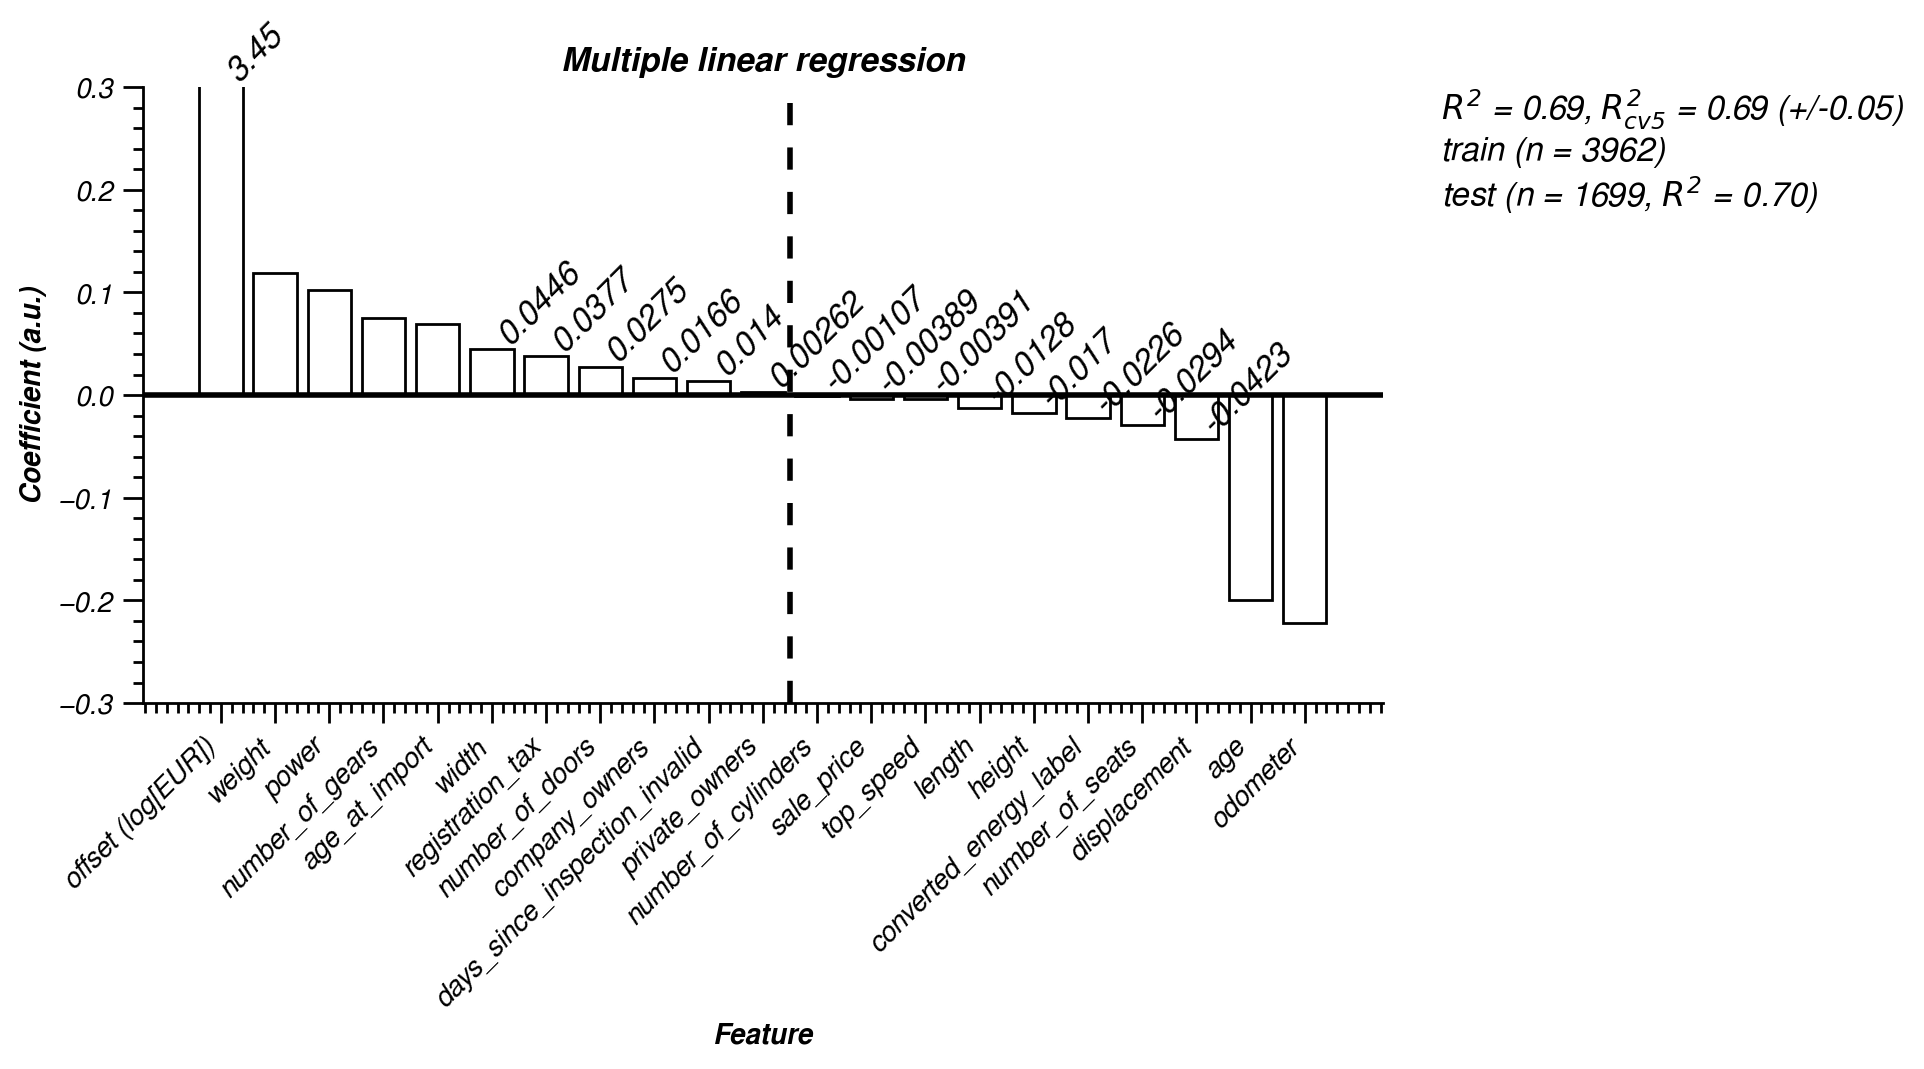 3.45
Multiple linear regression
R² = 0.69, R²cv5 = 0.69 (+/-0.05)
train (n = 3962)
test (n = 1699, R² = 0.70)
0.3
0.2
0.1
0.0
−0.1
−0.2
−0.3
Coefficient (a.u.)
0.0446
0.0377
0.0275
0.0166
0.014
0.00262
-0.00107
-0.00389
-0.00391
-0.0128
-0.017
-0.0226
-0.0294
-0.0423
offset (log[EUR])
weight
power
number_of_gears
age_at_import
width
registration_tax
number_of_doors
company_owners
days_since_inspection_invalid
private_owners
number_of_cylinders
sale_price
top_speed
length
height
converted_energy_label
number_of_seats
displacement
age
odometer
Feature